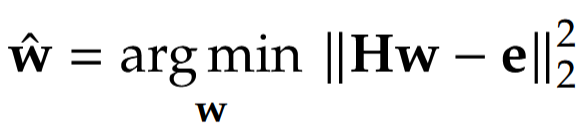 ŵ = arg min ‖Hw − e‖₂²
w